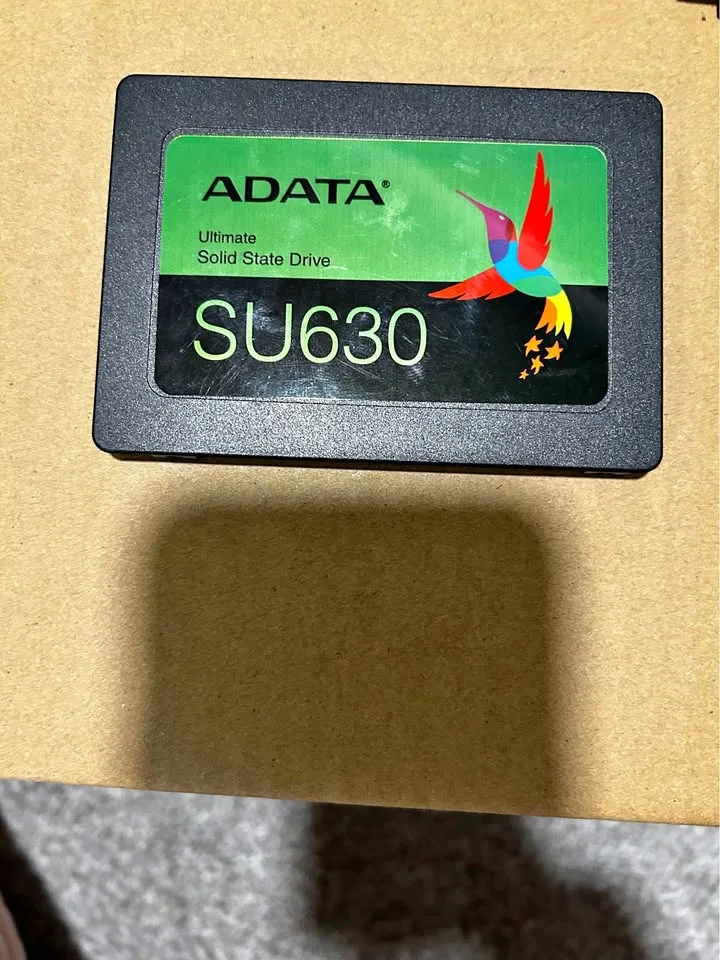 ADATA®
Ultimate
Solid State Drive
SU630